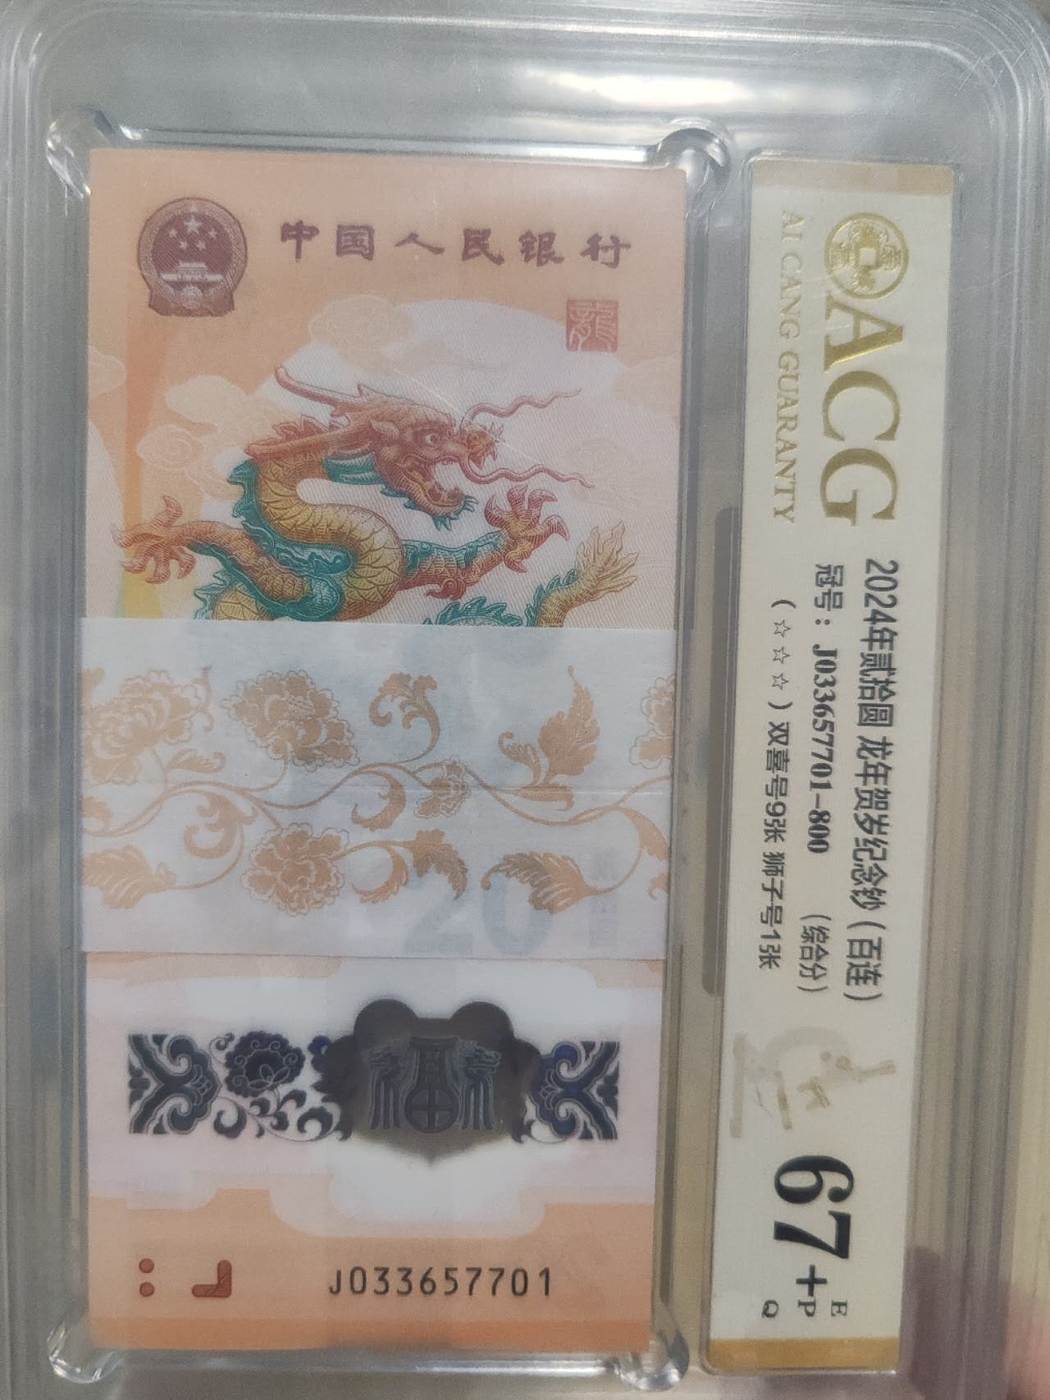 中国人民银行
龍
20
J033657701
ACG
AI CANG GUARANTY
2024年贰拾圆 龙年贺岁纪念钞（百连）
冠号：J033657701-800 （综合分）
（☆☆☆☆）双喜号9张 狮子号1张
67+
E
P
Q